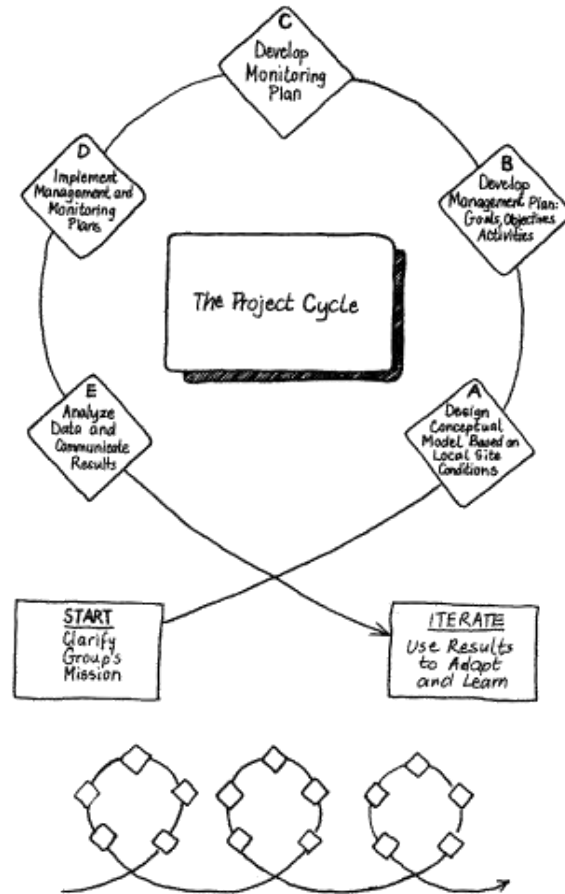 C
Develop
Monitoring
Plan
D
Implement
Management and
Monitoring
Plans
B
Develop
Management Plan:
Goals, Objectives
Activities
The Project Cycle
E
Analyze
Data and
Communicate
Results
A
Design
Conceptual
Model Based on
Local Site
Conditions
START
Clarify
Group's
Mission
ITERATE
Use Results
to Adapt
and Learn